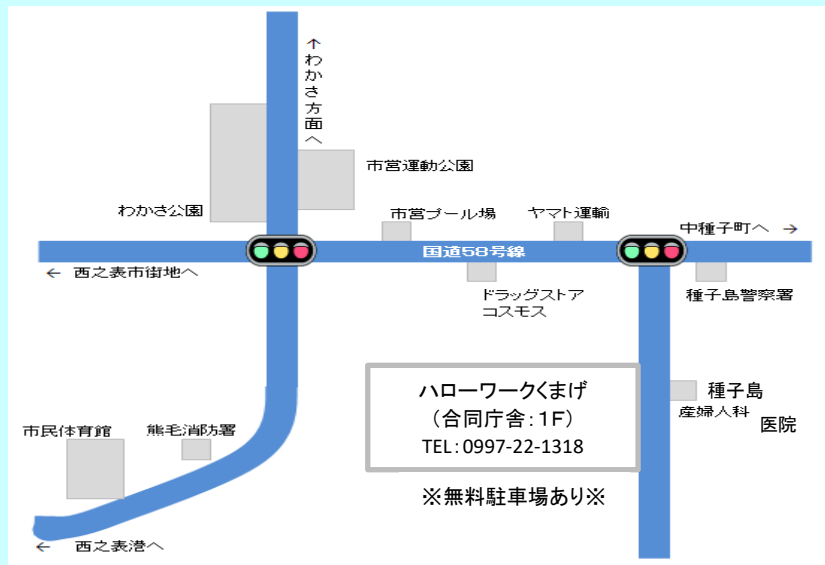 ↑わかさ方面へ
市営運動公園
わかさ公園
市営プール場
ヤマト運輸
中種子町へ →
国道58号線
← 西之表市街地へ
ドラッグストア
コスモス
種子島警察署
ハローワークくまげ
（合同庁舎：１Ｆ）
TEL：0997-22-1318
種子島
産婦人科
医院
市民体育館
熊毛消防署
※無料駐車場あり※
← 西之表港へ